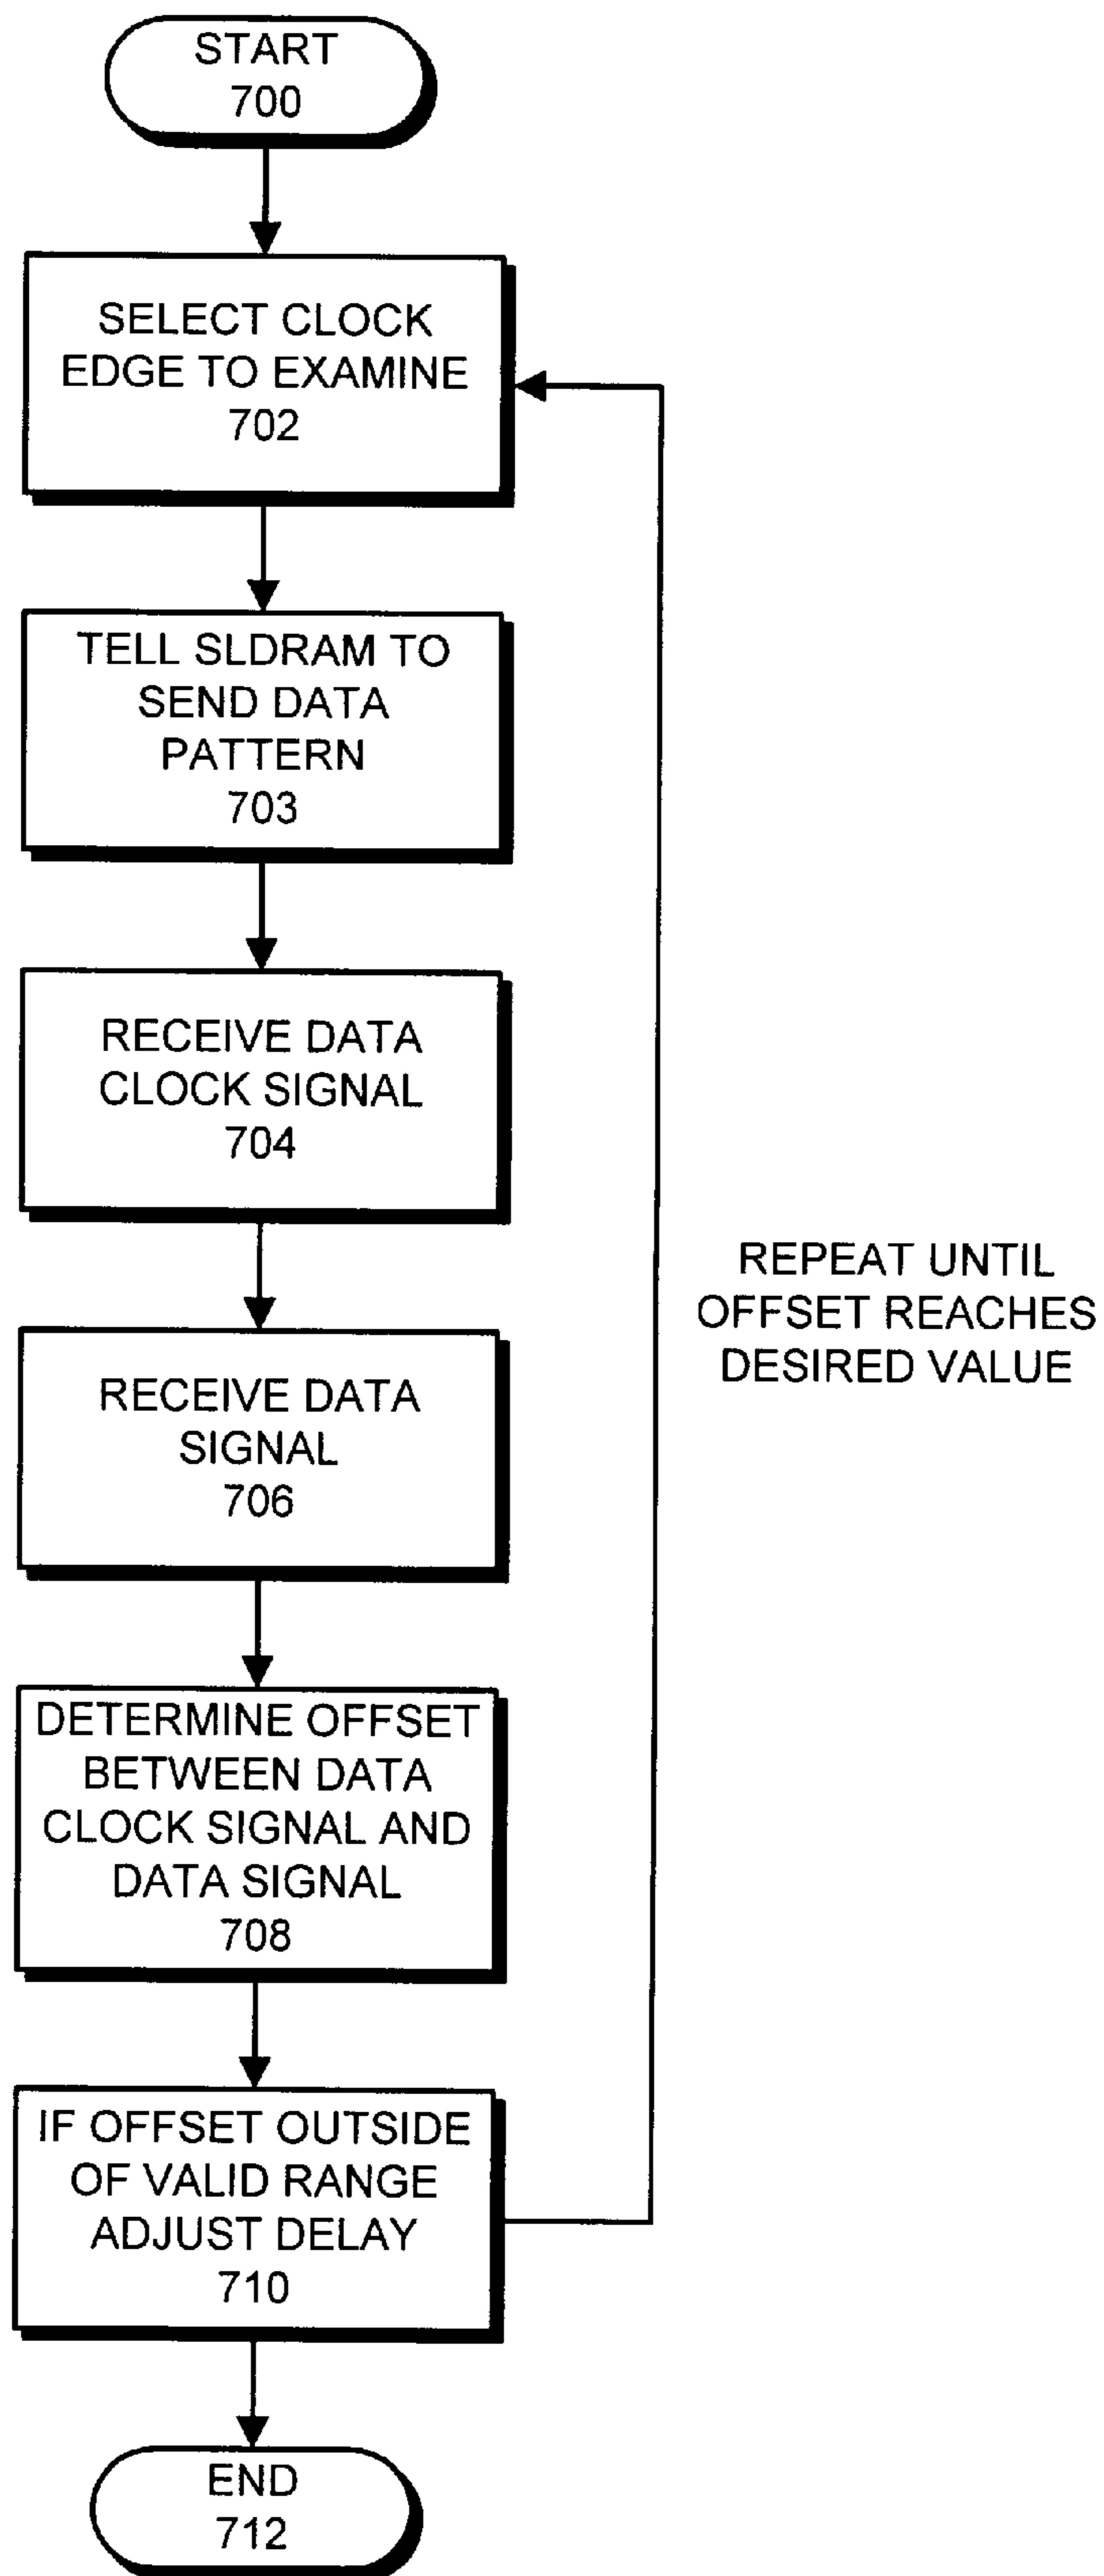 START
700
SELECT CLOCK
EDGE TO EXAMINE
702
TELL SLDRAM TO
SEND DATA
PATTERN
703
RECEIVE DATA
CLOCK SIGNAL
704
REPEAT UNTIL
OFFSET REACHES
DESIRED VALUE
RECEIVE DATA
SIGNAL
706
DETERMINE OFFSET
BETWEEN DATA
CLOCK SIGNAL AND
DATA SIGNAL
708
IF OFFSET OUTSIDE
OF VALID RANGE
ADJUST DELAY
710
END
712